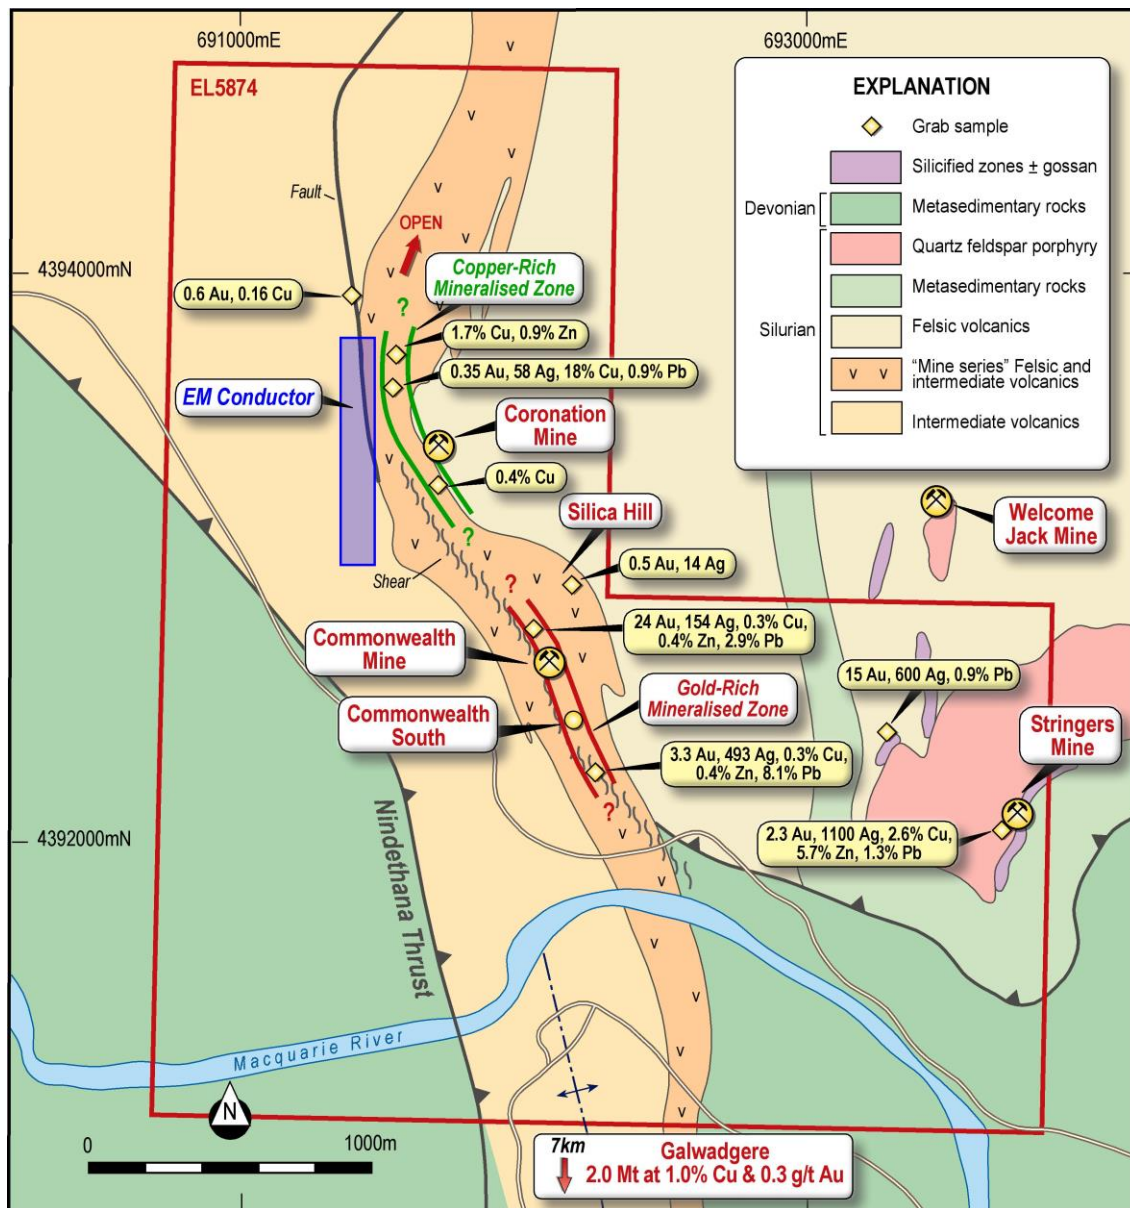 691000mE
693000mE
EL5874
EXPLANATION
Grab sample
Silicified zones ± gossan
Devonian
Metasedimentary rocks
Quartz feldspar porphyry
Metasedimentary rocks
Silurian
Felsic volcanics
"Mine series" Felsic and
intermediate volcanics
Intermediate volcanics
Fault
OPEN
4394000mN
Copper-Rich
Mineralised Zone
0.6 Au, 0.16 Cu
?
1.7% Cu, 0.9% Zn
0.35 Au, 58 Ag, 18% Cu, 0.9% Pb
EM Conductor
Coronation
Mine
0.4% Cu
Silica Hill
Welcome
Jack Mine
?
Shear
0.5 Au, 14 Ag
?
24 Au, 154 Ag, 0.3% Cu,
0.4% Zn, 2.9% Pb
Commonwealth
Mine
15 Au, 600 Ag, 0.9% Pb
Gold-Rich
Mineralised Zone
Commonwealth
South
Stringers
Mine
3.3 Au, 493 Ag, 0.3% Cu,
0.4% Zn, 8.1% Pb
?
2.3 Au, 1100 Ag, 2.6% Cu,
5.7% Zn, 1.3% Pb
4392000mN
Nindethana Thrust
Macquarie River
N
0
1000m
7km
Galwadgere
2.0 Mt at 1.0% Cu & 0.3 g/t Au